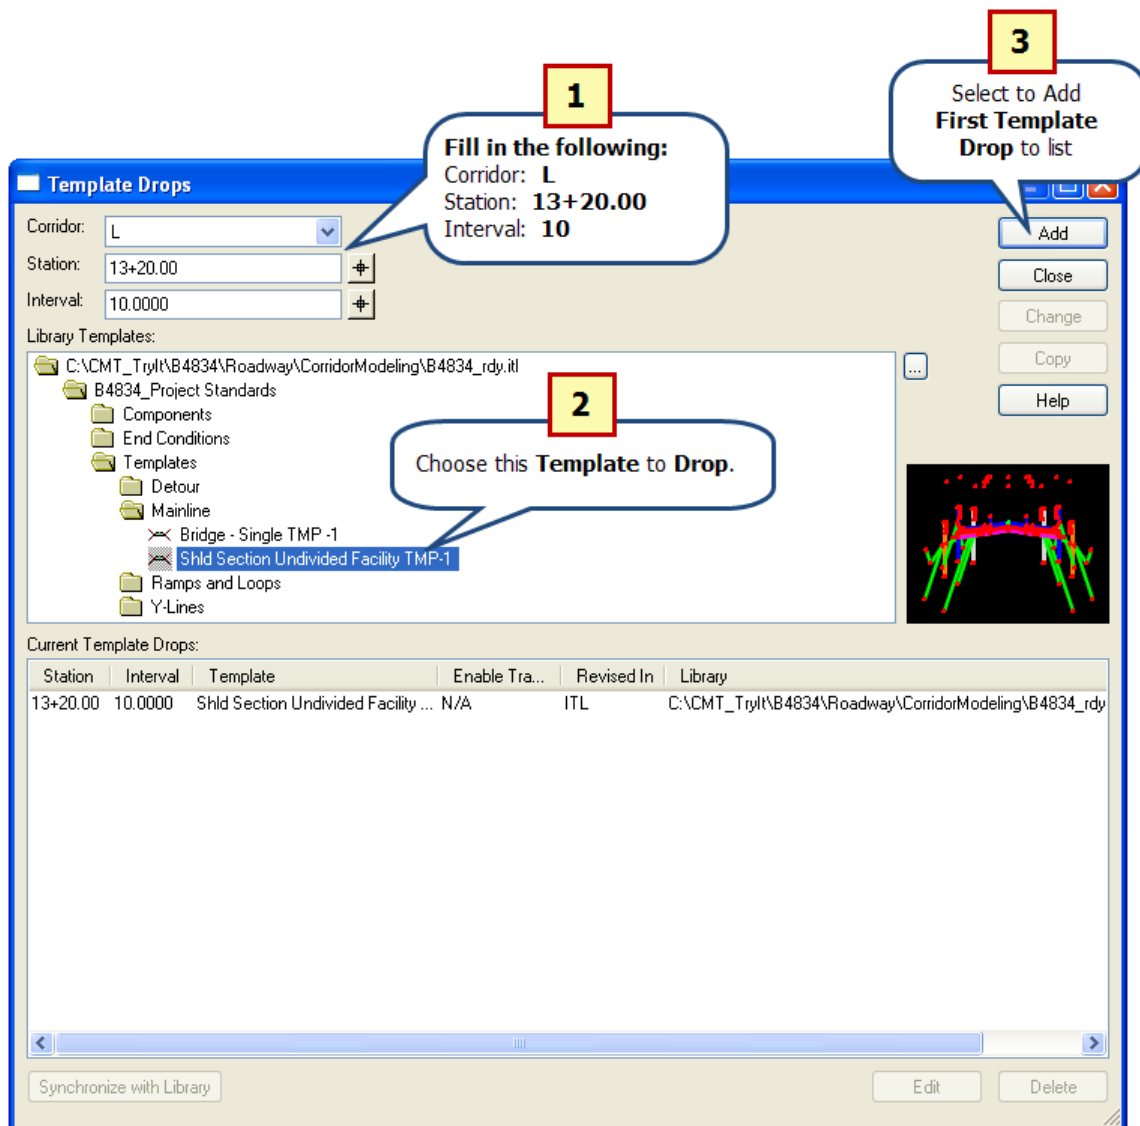 3
Select to Add
First Template
Drop to list
1
Fill in the following:
Corridor: L
Station: 13+20.00
Interval: 10
Template Drops
Corridor: L
Station: 13+20.00
Interval: 10.0000
Add
Close
Change
Copy
Help
Library Templates:
C:\CMT_TryIt\B4834\Roadway\CorridorModeling\B4834_rdy.itl
...
B4834_Project Standards
Components
End Conditions
Templates
Detour
Mainline
Bridge - Single TMP -1
Shld Section Undivided Facility TMP-1
Ramps and Loops
Y-Lines
2
Choose this Template to Drop.
Current Template Drops:
Station Interval Template Enable Tra... Revised In Library
13+20.00 10.0000 Shld Section Undivided Facility ... N/A ITL C:\CMT_TryIt\B4834\Roadway\CorridorModeling\B4834_rdy
Synchronize with Library Edit Delete